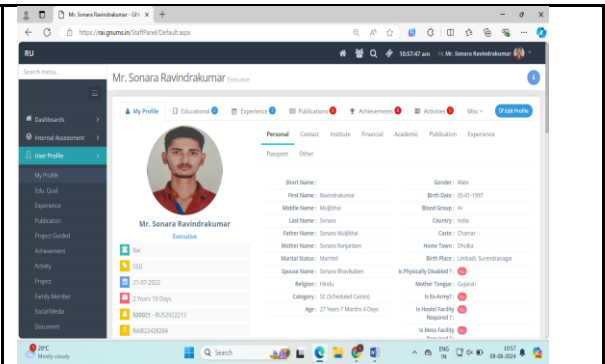 Mr. Sonara Ravindrakumar - GN
https://rai.gnums.in/StaffPanel/Default.aspx
RU
10:57:47 am Hi, Mr. Sonara Ravindrakumar
Search menu...
Mr. Sonara Ravindrakumar Executive
Dashboards
Internal Assessment
User Profile
My Profile
Edu. Qual.
Experience
Publication
Project Guided
Achievement
Activity
Project
Family Member
Social Media
Document
My Profile Educational Experience Publications Achievements Activities Misc Edit Profile
Personal Contact Institute Financial Academic Publication Experience
Passport Other
Mr. Sonara Ravindrakumar
Executive
Rai
SSD
21-07-2022
2 Years 19 Days
S00021 - RUS2922213
RAIB22428284
Short Name :
First Name : Ravindrakumar
Middle Name : Muljibhai
Last Name : Sonara
Father Name : Sonara Muljibhai
Mother Name : Sonara Ranjanben
Marital Status : Married
Spouse Name : Sonara Bhavikaben
Religion : Hindu
Category : SC (Scheduled Castes)
Age : 27 Years 7 Months 4 Days
Gender : Male
Birth Date : 05-01-1997
Blood Group : A+
Country : India
Caste : Chamar
Home Town : Dholka
Birth Place : Limbadi, Surendranagar
Is Physically Disabled ? : No
Mother Tongue : Gujarati
Is Ex-Army? : No
Is Hostel Facility Required ? : No
Is Mess Facility
29°C
Mostly cloudy
Search
ENG
IN
10:57
09-08-2024